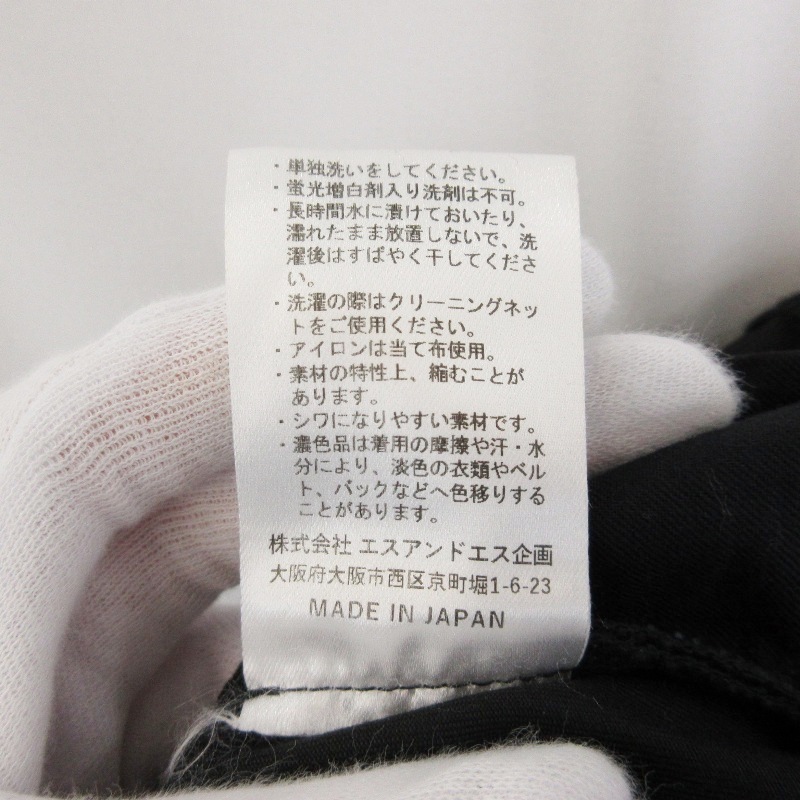 ・単独洗いをしてください。
・蛍光増白剤入り洗剤は不可。
・長時間水に漬けておいたり、
濡れたまま放置しないで、洗
濯後はすばやく干してくださ
い。
・洗濯の際はクリーニングネッ
トをご使用ください。
・アイロンは当て布使用。
・素材の特性上、縮むことが
あります。
・シワになりやすい素材です。
・濃色品は着用の摩擦や汗・水
分により、淡色の衣類やベル
ト、バックなどへ色移りする
ことがあります。
株式会社 エスアンドエス企画
大阪府大阪市西区京町堀1-6-23
MADE IN JAPAN